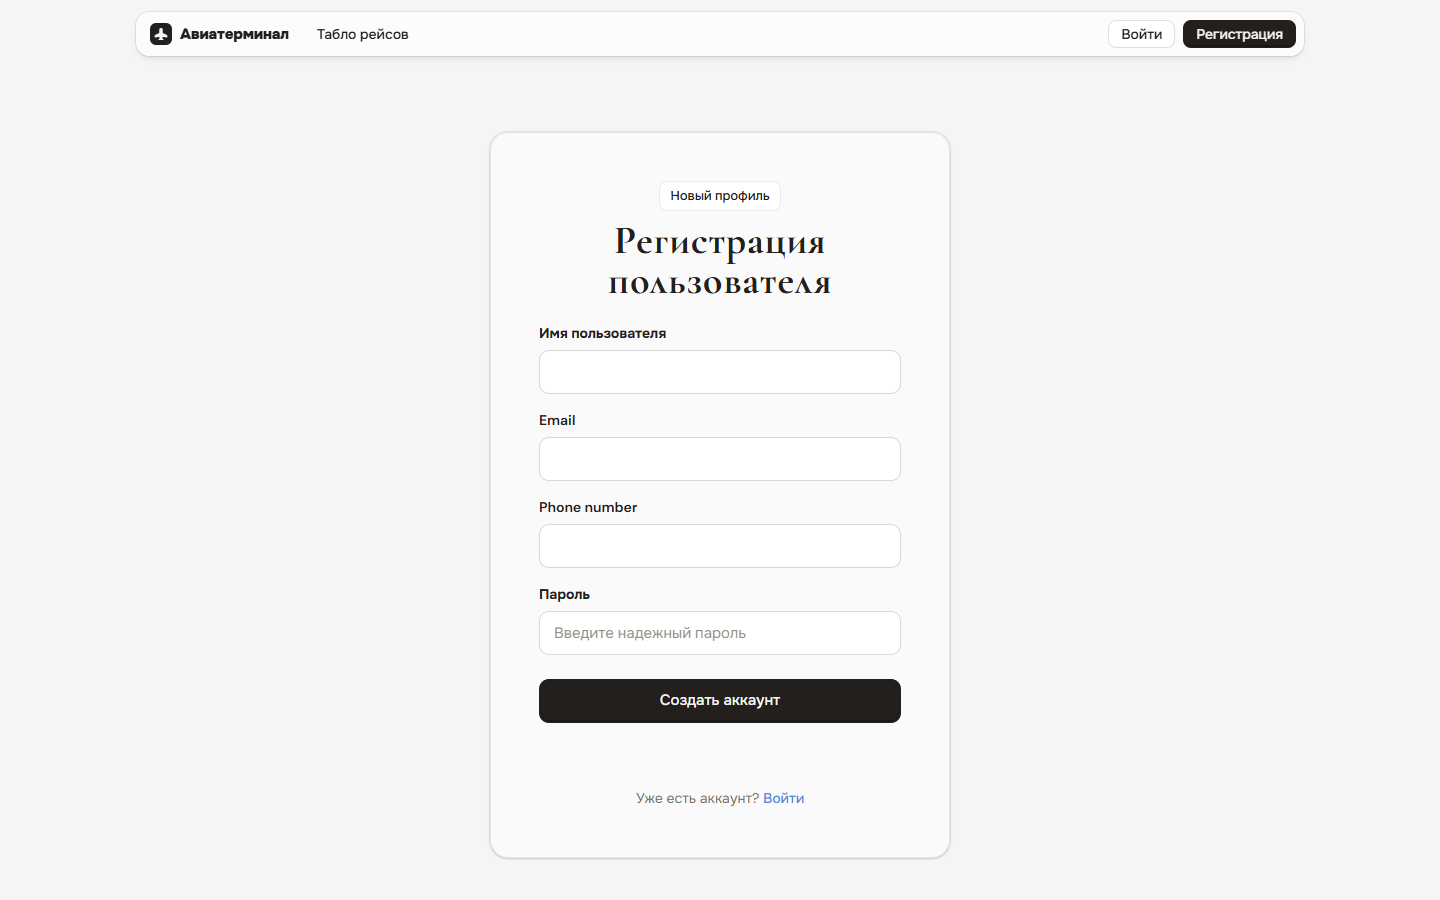 Авиатерминал
Табло рейсов
Войти
Регистрация
Новый профиль
Регистрация
пользователя
Имя пользователя
Email
Phone number
Пароль
Введите надежный пароль
Создать аккаунт
Уже есть аккаунт? Войти